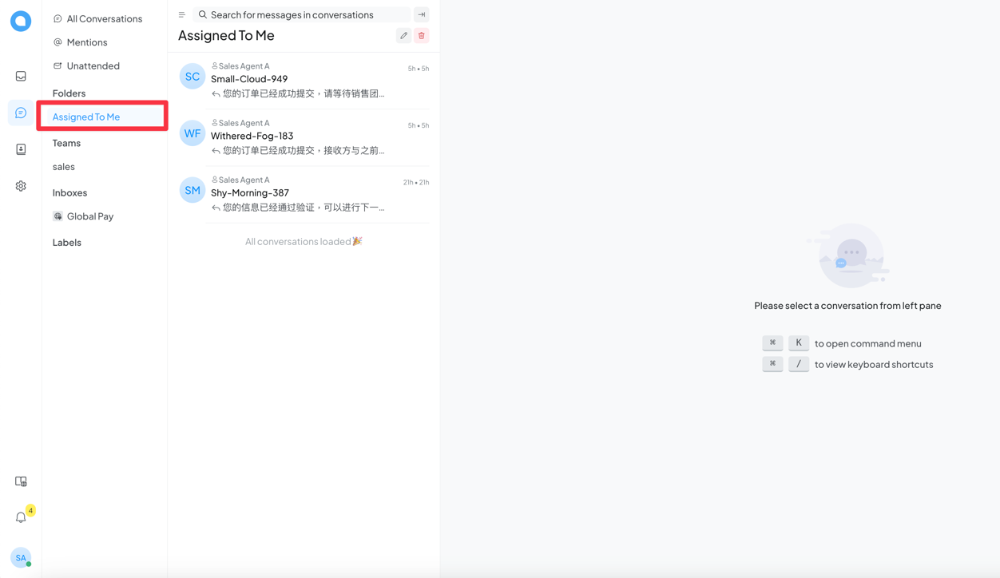 All Conversations
Mentions
Unattended
Folders
Assigned To Me
Teams
sales
Inboxes
Global Pay
Labels
4
SA
Search for messages in conversations
Assigned To Me
SC
Sales Agent A
5h • 5h
Small-Cloud-949
您的订单已经成功提交，请等待销售团...
WF
Sales Agent A
5h • 5h
Withered-Fog-183
您的订单已经成功提交，接收方与之前...
SM
Sales Agent A
21h • 21h
Shy-Morning-387
您的信息已经通过验证，可以进行下一...
All conversations loaded 🎉
Please select a conversation from left pane
⌘ K to open command menu
⌘ / to view keyboard shortcuts